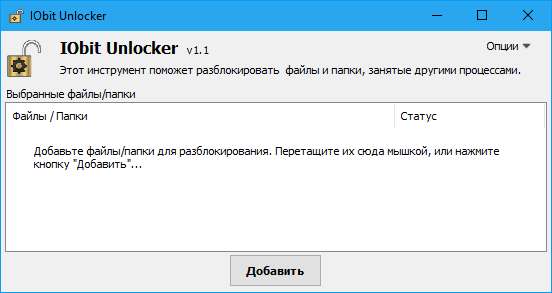 IObit Unlocker
IObit Unlocker v1.1
Опции
Этот инструмент поможет разблокировать файлы и папки, занятые другими процессами.
Выбранные файлы/папки
Файлы / Папки Статус
Добавьте файлы/папки для разблокирования. Перетащите их сюда мышкой, или нажмите
кнопку "Добавить"...
Добавить